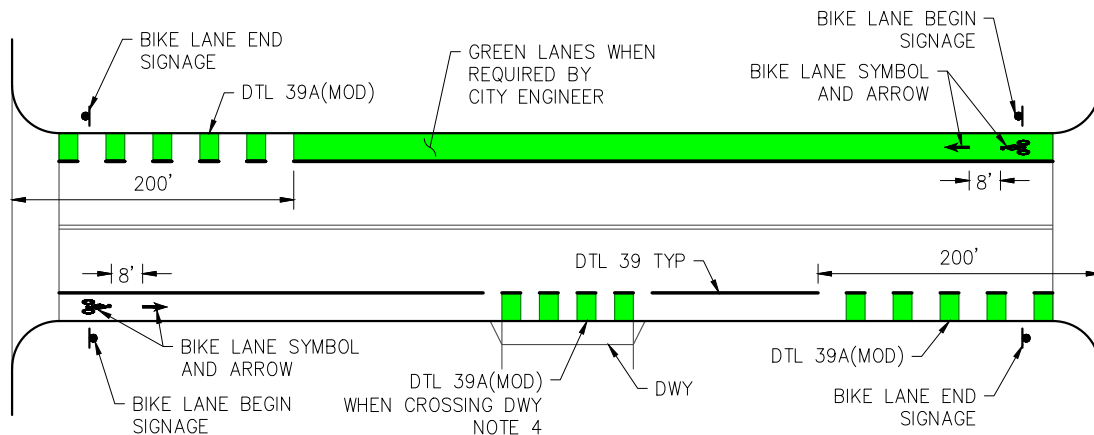 BIKE LANE END
SIGNAGE
DTL 39A(MOD)
GREEN LANES WHEN
REQUIRED BY
CITY ENGINEER
BIKE LANE BEGIN
SIGNAGE
BIKE LANE SYMBOL
AND ARROW
200'
8'
8'
DTL 39 TYP
200'
BIKE LANE SYMBOL
AND ARROW
BIKE LANE BEGIN
SIGNAGE
DTL 39A(MOD)
WHEN CROSSING DWY
NOTE 4
DWY
DTL 39A(MOD)
BIKE LANE END
SIGNAGE